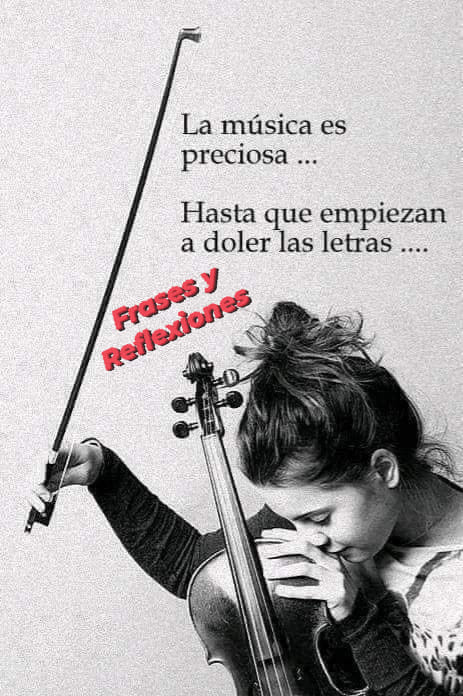 La música es
preciosa ...
Hasta que empiezan
a doler las letras ....
Frases y
Reflexiones